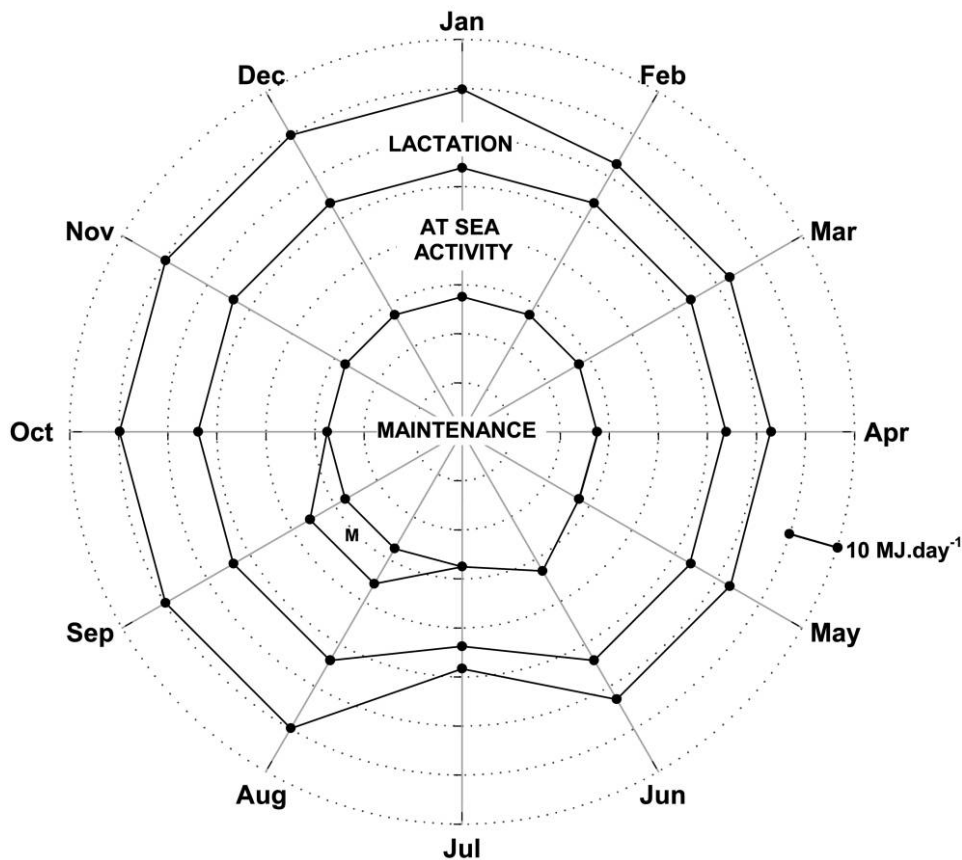 Jan
Dec
Feb
LACTATION
Nov
AT SEA
ACTIVITY
Mar
Oct
MAINTENANCE
Apr
M
10 MJ.day⁻¹
Sep
May
Aug
Jun
Jul